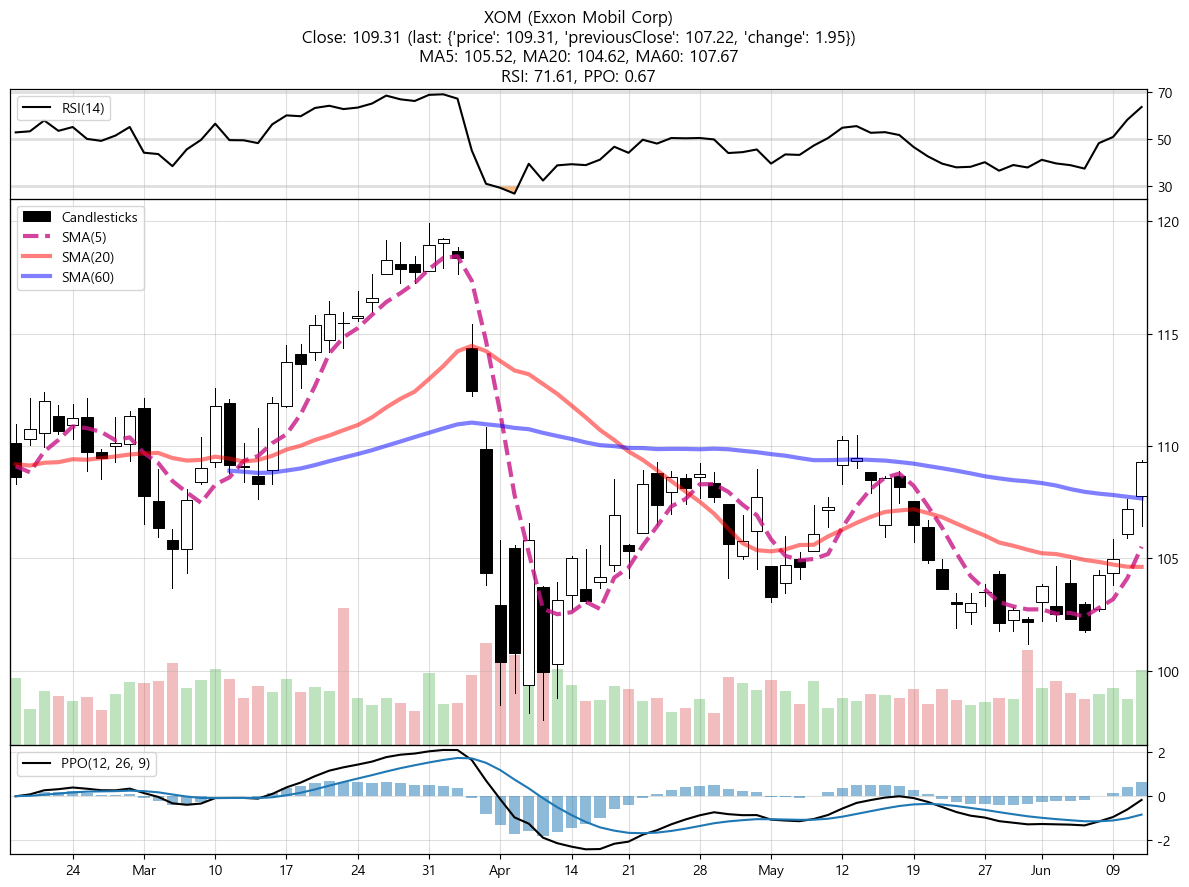 XOM (Exxon Mobil Corp)
Close: 109.31 (last: {'price': 109.31, 'previousClose': 107.22, 'change': 1.95})
MA5: 105.52, MA20: 104.62, MA60: 107.67
RSI: 71.61, PPO: 0.67
RSI(14)
70
50
30
Candlesticks
SMA(5)
SMA(20)
SMA(60)
120
115
110
105
100
PPO(12, 26, 9)
2
0
-2
24 Mar 10 17 24 31 Apr 14 21 28 May 12 19 27 Jun 09